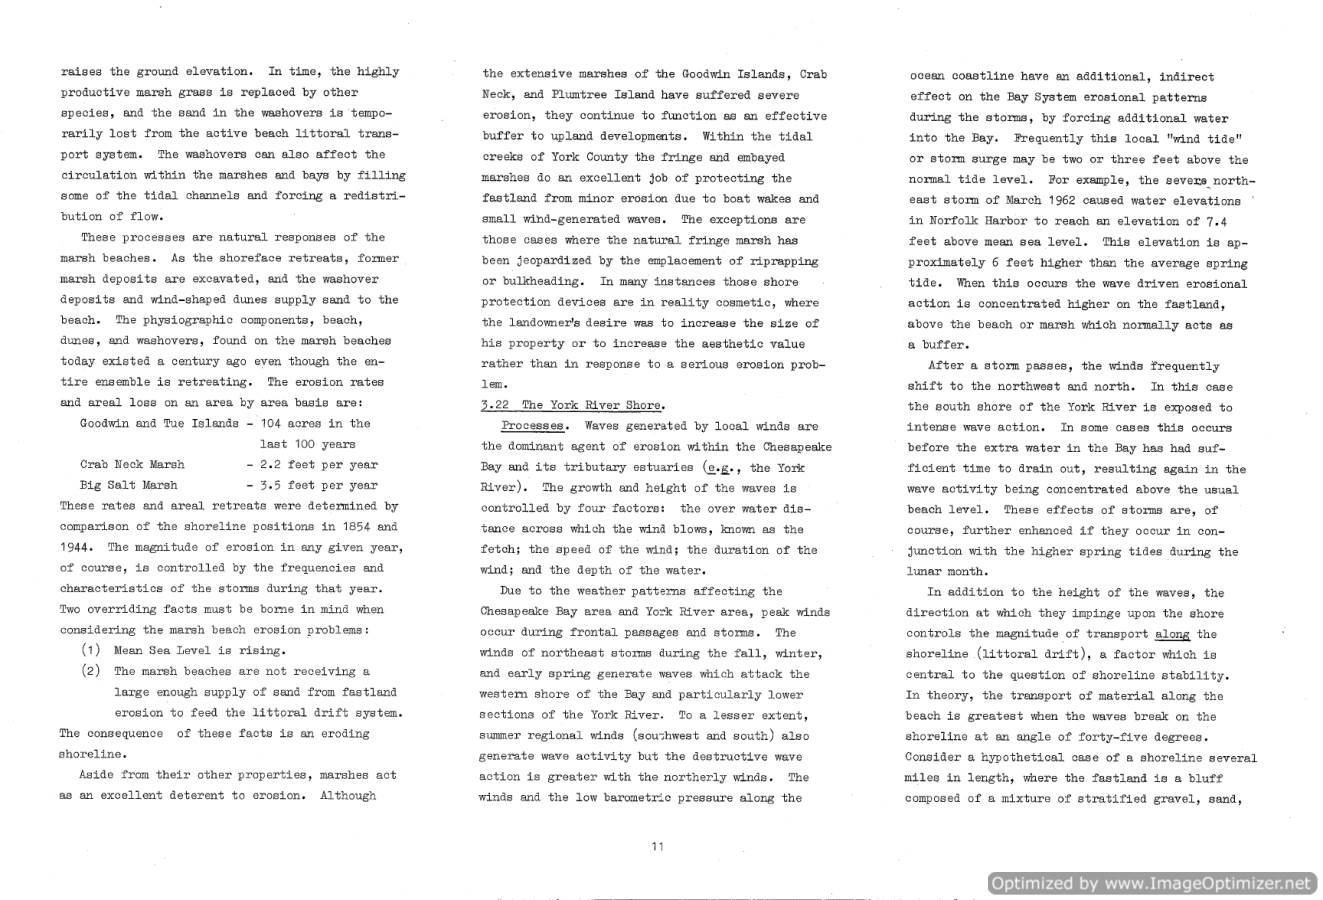 raises the ground elevation. In time, the highly
productive marsh grass is replaced by other
species, and the sand in the washovers is tempo-
rarily lost from the active beach littoral trans-
port system. The washovers can also affect the
circulation within the marshes and bays by filling
some of the tidal channels and forcing a redistri-
bution of flow.
These processes are natural responses of the
marsh beaches. As the shoreface retreats, former
marsh deposits are excavated, and the washover
deposits and wind-shaped dunes supply sand to the
beach. The physiographic components, beach,
dunes, and washovers, found on the marsh beaches
today existed a century ago even though the en-
tire ensemble is retreating. The erosion rates
and areal loss on an area by area basis are:
Goodwin and Tue Islands - 104 acres in the
last 100 years
Crab Neck Marsh - 2.2 feet per year
Big Salt Marsh - 3.5 feet per year
These rates and areal retreats were determined by
comparison of the shoreline positions in 1854 and
1944. The magnitude of erosion in any given year,
of course, is controlled by the frequencies and
characteristics of the storms during that year.
Two overriding facts must be borne in mind when
considering the marsh beach erosion problems:
(1) Mean Sea Level is rising.
(2) The marsh beaches are not receiving a
large enough supply of sand from fastland
erosion to feed the littoral drift system.
The consequence of these facts is an eroding
shoreline.
Aside from their other properties, marshes act
as an excellent deterent to erosion. Although
the extensive marshes of the Goodwin Islands, Crab
Neck, and Plumtree Island have suffered severe
erosion, they continue to function as an effective
buffer to upland developments. Within the tidal
creeks of York County the fringe and embayed
marshes do an excellent job of protecting the
fastland from minor erosion due to boat wakes and
small wind-generated waves. The exceptions are
those cases where the natural fringe marsh has
been jeopardized by the emplacement of riprapping
or bulkheading. In many instances those shore
protection devices are in reality cosmetic, where
the landowner's desire was to increase the size of
his property or to increase the aesthetic value
rather than in response to a serious erosion prob-
lem.
3.22 The York River Shore.
Processes. Waves generated by local winds are
the dominant agent of erosion within the Chesapeake
Bay and its tributary estuaries (e.g., the York
River). The growth and height of the waves is
controlled by four factors: the over water dis-
tance across which the wind blows, known as the
fetch; the speed of the wind; the duration of the
wind; and the depth of the water.
Due to the weather patterns affecting the
Chesapeake Bay area and York River area, peak winds
occur during frontal passages and storms. The
winds of northeast storms during the fall, winter,
and early spring generate waves which attack the
western shore of the Bay and particularly lower
sections of the York River. To a lesser extent,
summer regional winds (southwest and south) also
generate wave activity but the destructive wave
action is greater with the northerly winds. The
winds and the low barometric pressure along the
ocean coastline have an additional, indirect
effect on the Bay System erosional patterns
during the storms, by forcing additional water
into the Bay. Frequently this local "wind tide"
or storm surge may be two or three feet above the
normal tide level. For example, the severe north-
east storm of March 1962 caused water elevations
in Norfolk Harbor to reach an elevation of 7.4
feet above mean sea level. This elevation is ap-
proximately 6 feet higher than the average spring
tide. When this occurs the wave driven erosional
action is concentrated higher on the fastland,
above the beach or marsh which normally acts as
a buffer.
After a storm passes, the winds frequently
shift to the northwest and north. In this case
the south shore of the York River is exposed to
intense wave action. In some cases this occurs
before the extra water in the Bay has had suf-
ficient time to drain out, resulting again in the
wave activity being concentrated above the usual
beach level. These effects of storms are, of
course, further enhanced if they occur in con-
junction with the higher spring tides during the
lunar month.
In addition to the height of the waves, the
direction at which they impinge upon the shore
controls the magnitude of transport along the
shoreline (littoral drift), a factor which is
central to the question of shoreline stability.
In theory, the transport of material along the
beach is greatest when the waves break on the
shoreline at an angle of forty-five degrees.
Consider a hypothetical case of a shoreline several
miles in length, where the fastland is a bluff
composed of a mixture of stratified gravel, sand,
11
Optimized by www.ImageOptimizer.net